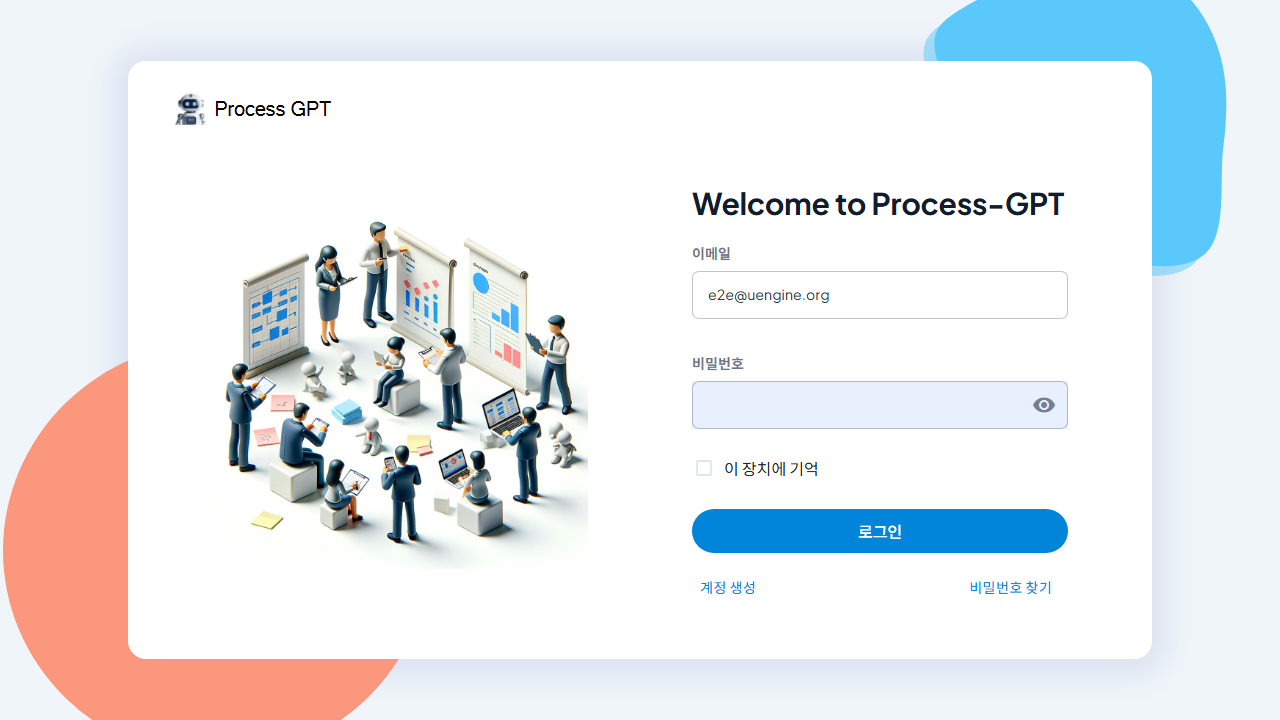 Process GPT
Welcome to Process-GPT
이메일
e2e@uengine.org
비밀번호
이 장치에 기억
로그인
계정 생성
비밀번호 찾기